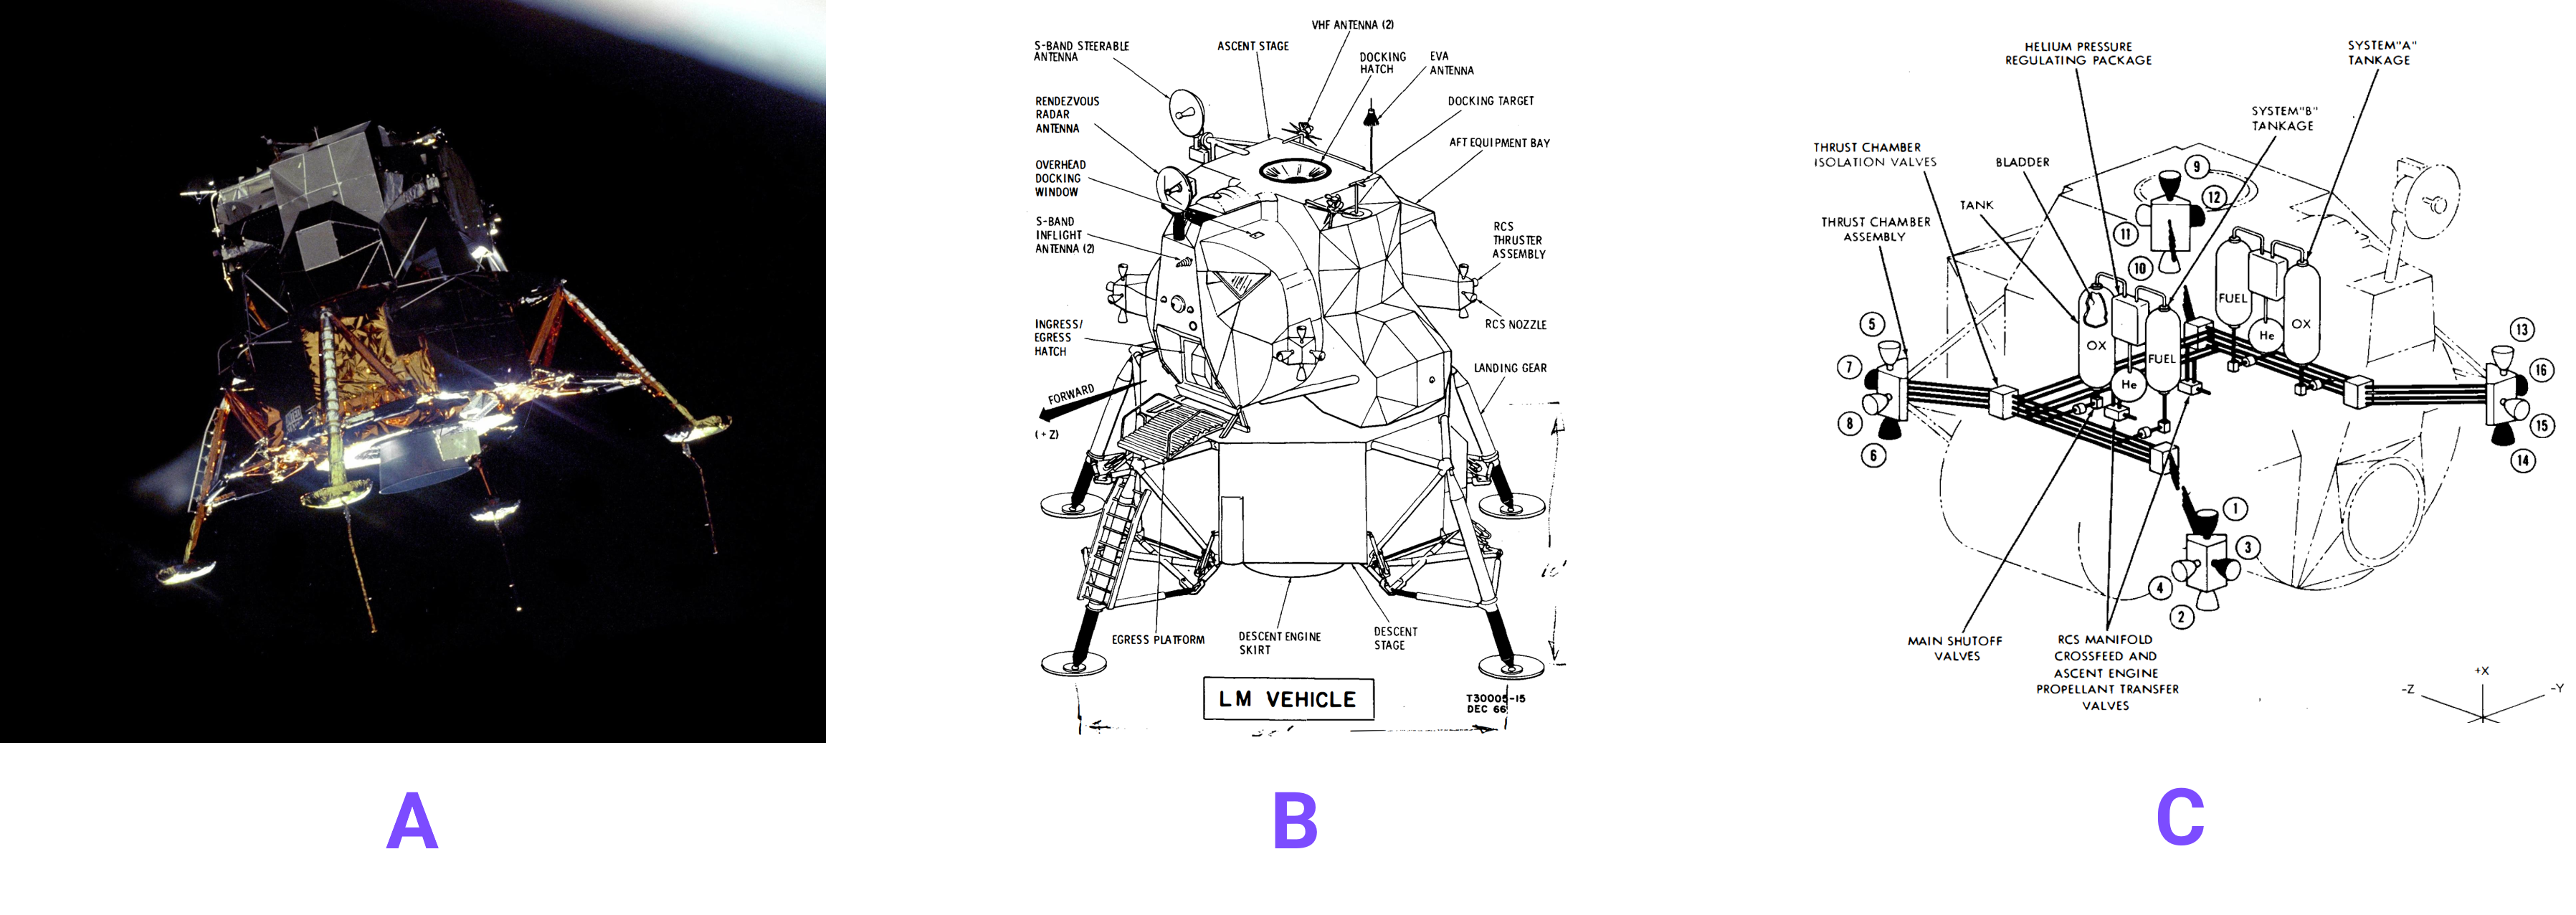 VHF ANTENNA (2)
S-BAND STEERABLE
ANTENNA
ASCENT STAGE
DOCKING
HATCH
EVA
ANTENNA
RENDEZVOUS
RADAR
ANTENNA
DOCKING TARGET
AFT EQUIPMENT BAY
OVERHEAD
DOCKING
WINDOW
S-BAND
INFLIGHT
ANTENNA (2)
RCS
THRUSTER
ASSEMBLY
RCS NOZZLE
INGRESS/
EGRESS
HATCH
LANDING GEAR
FORWARD
(+Z)
EGRESS PLATFORM
DESCENT ENGINE
SKIRT
DESCENT
STAGE
LM VEHICLE
T30005-15
DEC 66
HELIUM PRESSURE
REGULATING PACKAGE
SYSTEM"A"
TANKAGE
SYSTEM"B"
TANKAGE
THRUST CHAMBER
ISOLATION VALVES
BLADDER
TANK
THRUST CHAMBER
ASSEMBLY
9
12
11
10
FUEL
He
OX
OX
FUEL
He
5
7
8
6
13
16
15
14
1
3
4
2
MAIN SHUTOFF
VALVES
RCS MANIFOLD
CROSSFEED AND
ASCENT ENGINE
PROPELLANT TRANSFER
VALVES
+X
-Z
-Y
A
B
C